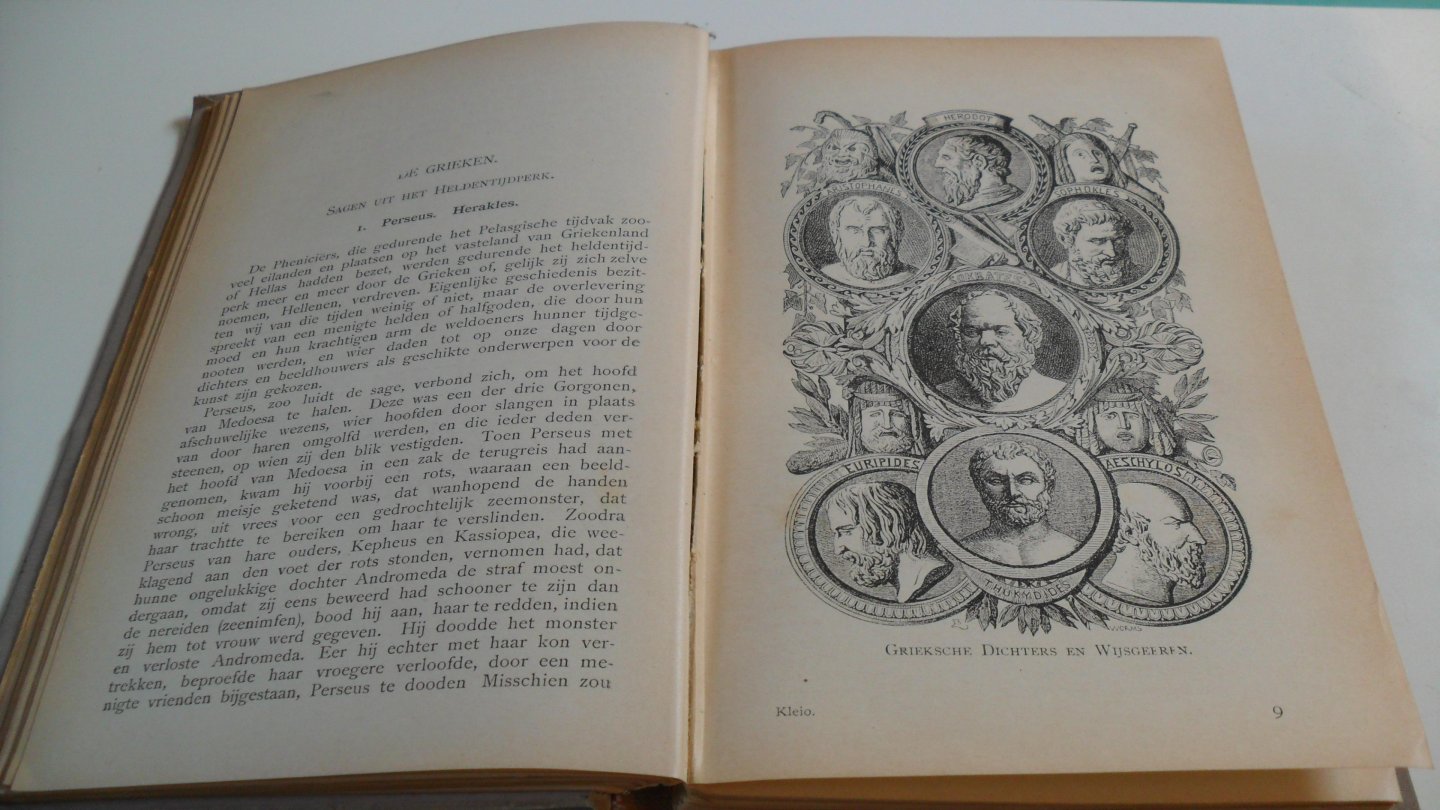 DE GRIEKEN.
SAGEN UIT HET HELDENTIJDPERK.
1. Perseus. Herakles.
De Pheniciërs, die gedurende het Pelasgische tijdvak zoo-
veel eilanden en plaatsen op het vasteland van Griekenland
of Hellas hadden bezet, werden gedurende het heldentijd-
perk meer en meer door de Grieken of, gelijk zij zich zelve
noemen, Hellenen, verdreven. Eigenlijke geschiedenis bezit-
ten wij van die tijden weinig of niet, maar de overlevering
spreekt van een menigte helden of halfgoden, die door hun
moed en hun krachtigen arm de weldoeners hunner tijdge-
nooten werden, en wier daden tot op onze dagen door
dichters en beeldhouwers als geschikte onderwerpen voor de
kunst zijn gekozen.
Perseus, zoo luidt de sage, verbond zich, om het hoofd
van Medoesa te halen. Deze was een der drie Gorgonen,
afschuwelijke wezens, wier hoofden door slangen in plaats
van door haren omgolfd werden, en die ieder deden ver-
steenen, op wien zij den blik vestigden. Toen Perseus met
het hoofd van Medoesa in een zak de terugreis had aan-
genomen, kwam hij voorbij een rots, waaraan een beeld-
schoon meisje geketend was, dat wanhopend de handen
wrong, uit vrees voor een gedrochtelijk zeemonster, dat
haar trachtte te bereiken om haar te verslinden. Zoodra
Perseus van hare ouders, Kepheus en Kassiopea, die wee-
klagend aan den voet der rots stonden, vernomen had, dat
hunne ongelukkige dochter Andromeda de straf moest on-
dergaan, omdat zij eens beweerd had schooner te zijn dan
de nereiden (zeenimfen), bood hij aan, haar te redden, indien
zij hem tot vrouw werd gegeven. Hij doodde het monster
en verloste Andromeda. Eer hij echter met haar kon ver-
trekken, beproefde haar vroegere verloofde, door een me-
nigte vrienden bijgestaan, Perseus te dooden Misschien zou
HERODOT
ARISTOPHANES
SOPHOKLES
SOKRATES
EURIPIDES
AESCHYLOS
THUKYDIDES
WORMS
GRIEKSCHE DICHTERS EN WIJSGEEREN.
Kleio.
9